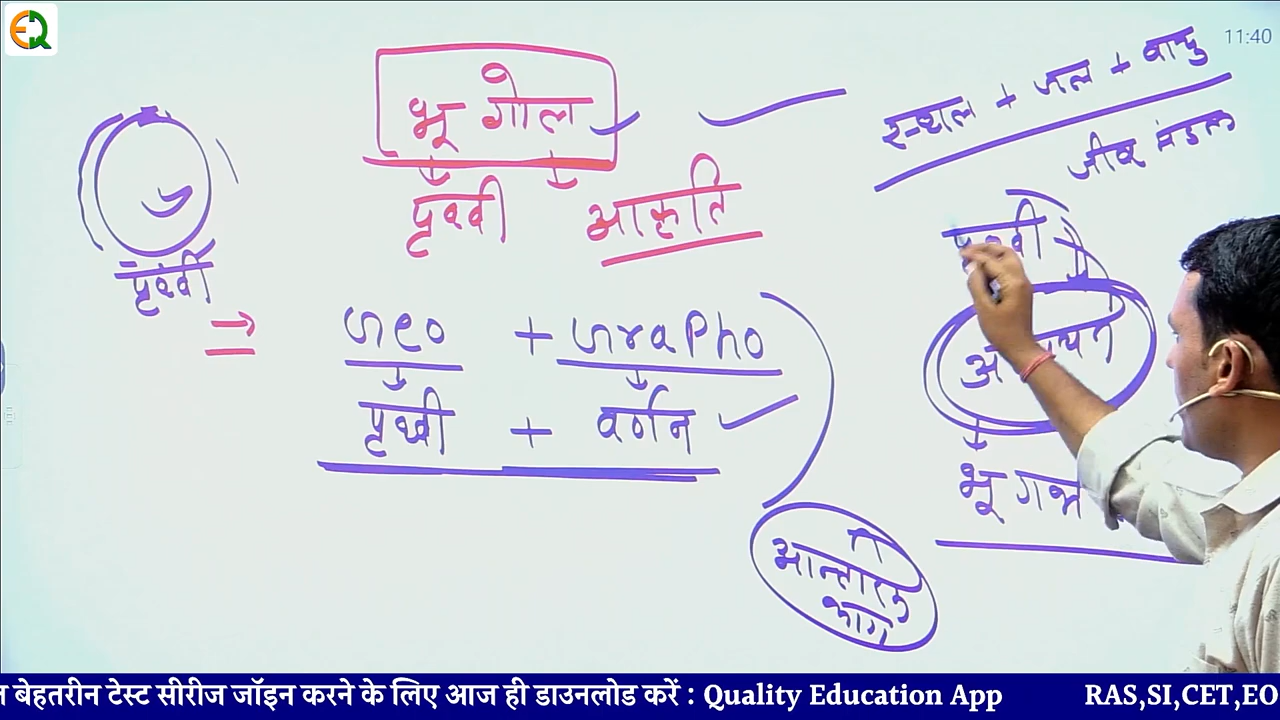 EQ
11:40
भू गोल
पृथ्वी आकृति
पृथ्वी
Geo + Grapho
पृथ्वी + वर्णन
स्थल + जल + वायु
जीव मंडल
पृथ्वी
भू गर्भ
आन्तरिक
भाग
बेहतरीन टेस्ट सीरीज जॉइन करने के लिए आज ही डाउनलोड करें : Quality Education App RAS,SI,CET,EO